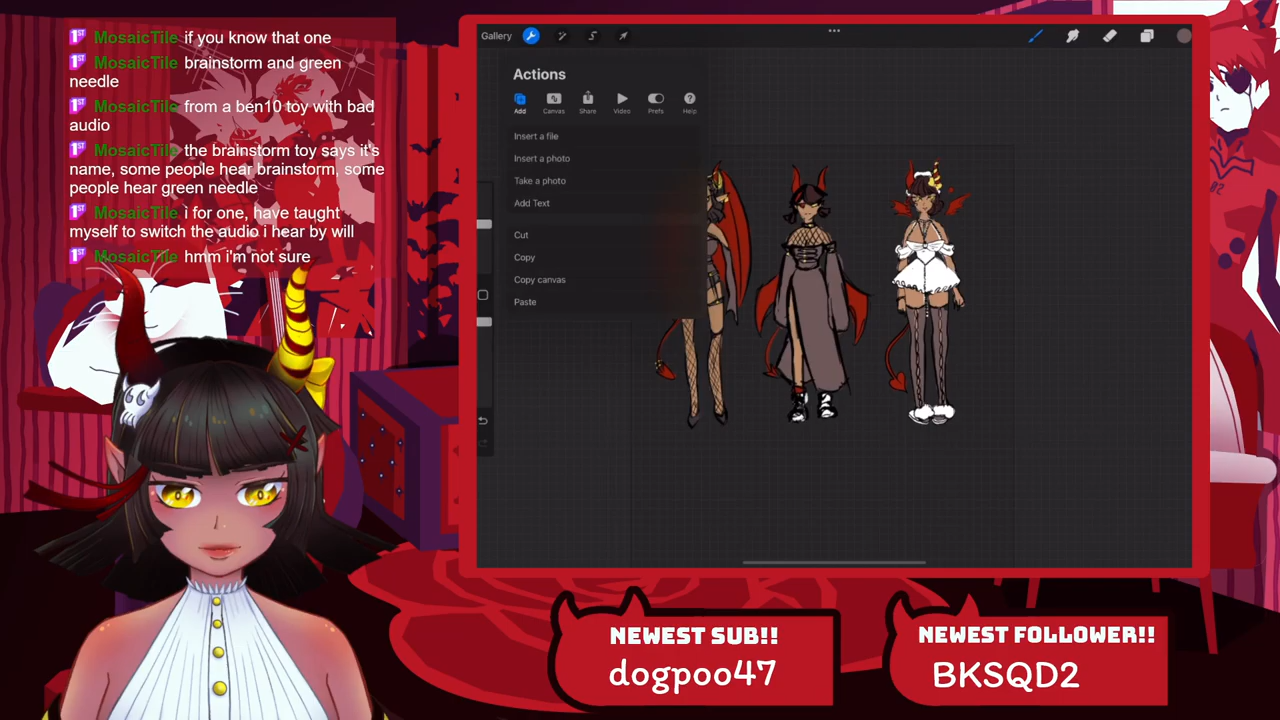 MosaicTile if you know that one
MosaicTile brainstorm and green
needle
MosaicTile from a ben10 toy with bad
audio
MosaicTile the brainstorm toy says it's
name, some people hear brainstorm, some
people hear green needle
MosaicTile i for one, have taught
myself to switch the audio i hear by will
MosaicTile hmm i'm not sure
Gallery
Actions
Add Canvas Share Video Prefs Help
Insert a file
Insert a photo
Take a photo
Add Text
Cut
Copy
Copy canvas
Paste
NEWEST SUB!!
dogpoo47
NEWEST FOLLOWER!!
BKSQD2